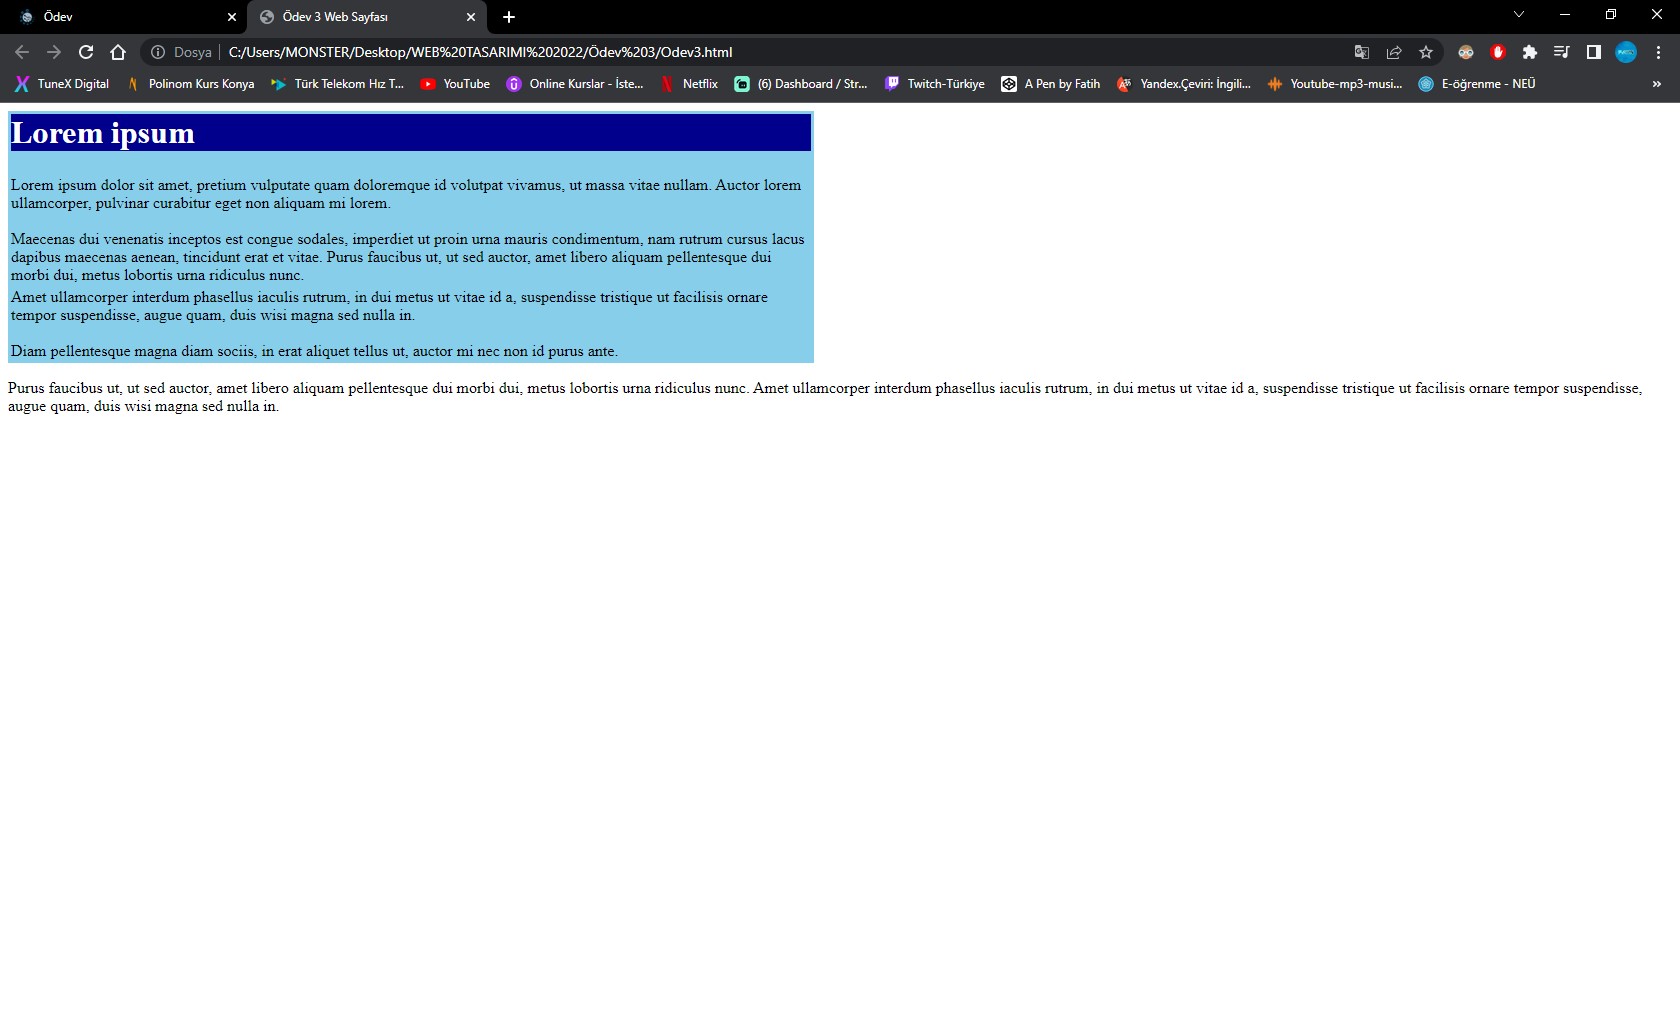 Ödev
Ödev 3 Web Sayfası
Dosya C:/Users/MONSTER/Desktop/WEB%20TASARIMI%202022/Ödev%203/Odev3.html
TuneX Digital Polinom Kurs Konya Türk Telekom Hız T... YouTube Online Kurslar - İste... Netflix (6) Dashboard / Str... Twitch-Türkiye A Pen by Fatih Yandex.Çeviri: İngili... Youtube-mp3-musi... E-öğrenme - NEÜ »
Lorem ipsum
Lorem ipsum dolor sit amet, pretium vulputate quam doloremque id volutpat vivamus, ut massa vitae nullam. Auctor lorem
ullamcorper, pulvinar curabitur eget non aliquam mi lorem.
Maecenas dui venenatis inceptos est congue sodales, imperdiet ut proin urna mauris condimentum, nam rutrum cursus lacus
dapibus maecenas aenean, tincidunt erat et vitae. Purus faucibus ut, ut sed auctor, amet libero aliquam pellentesque dui
morbi dui, metus lobortis urna ridiculus nunc.
Amet ullamcorper interdum phasellus iaculis rutrum, in dui metus ut vitae id a, suspendisse tristique ut facilisis ornare
tempor suspendisse, augue quam, duis wisi magna sed nulla in.
Diam pellentesque magna diam sociis, in erat aliquet tellus ut, auctor mi nec non id purus ante.
Purus faucibus ut, ut sed auctor, amet libero aliquam pellentesque dui morbi dui, metus lobortis urna ridiculus nunc. Amet ullamcorper interdum phasellus iaculis rutrum, in dui metus ut vitae id a, suspendisse tristique ut facilisis ornare tempor suspendisse,
augue quam, duis wisi magna sed nulla in.